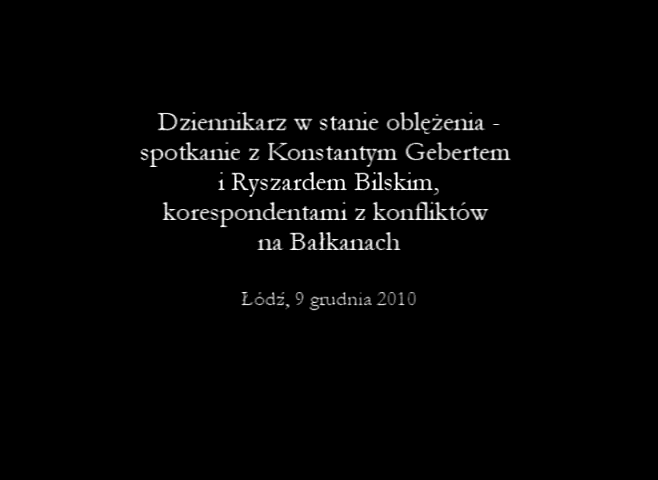 Dziennikarz w stanie oblężenia -
spotkanie z Konstantym Gebertem
i Ryszardem Bilskim,
korespondentami z konfliktów
na Bałkanach
Łódź, 9 grudnia 2010